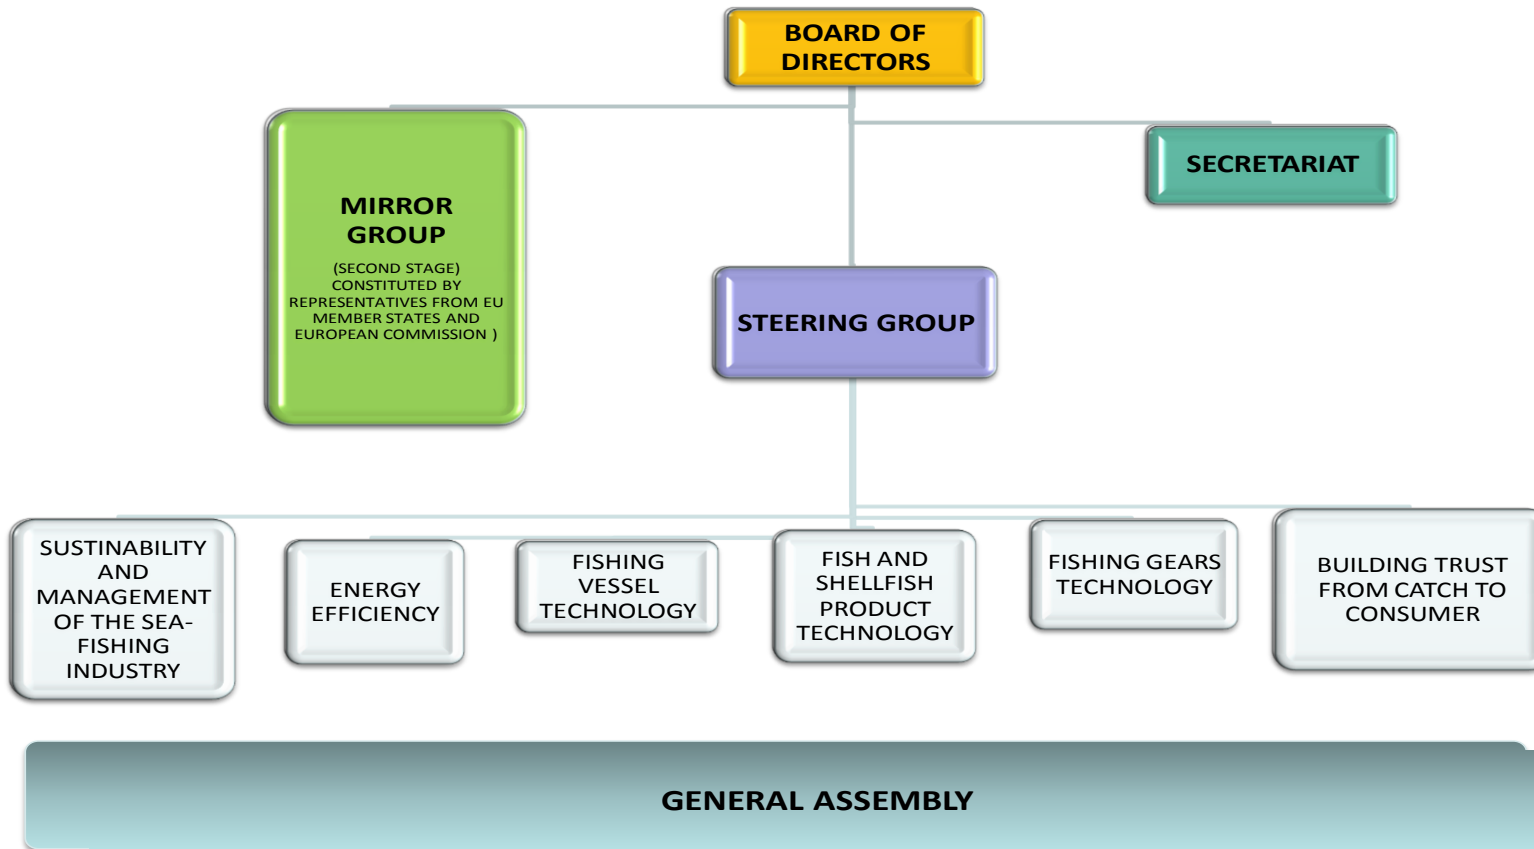 BOARD OF
DIRECTORS
SECRETARIAT
MIRROR
GROUP
(SECOND STAGE)
CONSTITUTED BY
REPRESENTATIVES FROM EU
MEMBER STATES AND
EUROPEAN COMMISSION )
STEERING GROUP
SUSTINABILITY
AND
MANAGEMENT
OF THE SEA-
FISHING
INDUSTRY
ENERGY
EFFICIENCY
FISHING
VESSEL
TECHNOLOGY
FISH AND
SHELLFISH
PRODUCT
TECHNOLOGY
FISHING GEARS
TECHNOLOGY
BUILDING TRUST
FROM CATCH TO
CONSUMER
GENERAL ASSEMBLY